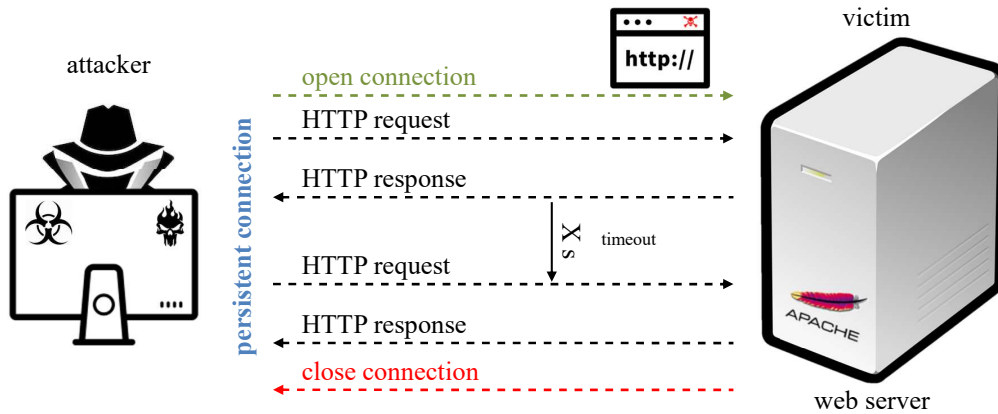 victim
attacker
http://
open connection
HTTP request
persistent connection
HTTP response
X s
timeout
HTTP request
APACHE
HTTP response
close connection
web server